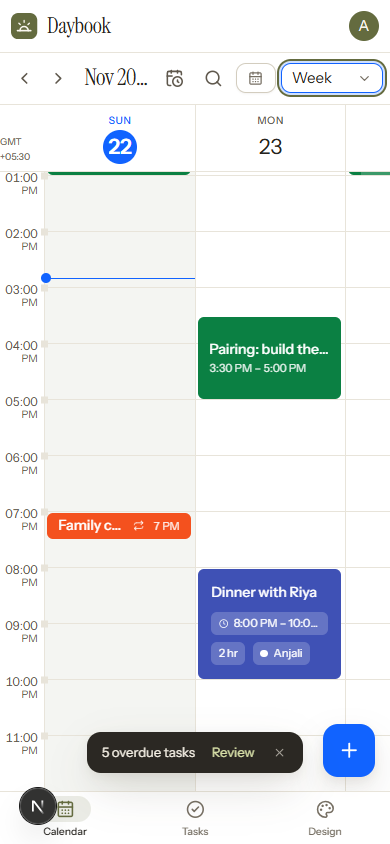 Daybook
A
Nov 20...
Week
GMT
+05:30
SUN
22
MON
23
01:00
PM
02:00
PM
03:00
PM
Pairing: build the...
3:30 PM – 5:00 PM
04:00
PM
05:00
PM
06:00
PM
07:00
PM
Family c...
7 PM
08:00
PM
Dinner with Riya
8:00 PM – 10:0...
2 hr
Anjali
09:00
PM
10:00
PM
11:00
PM
5 overdue tasks
Review
N
Calendar
Tasks
Design